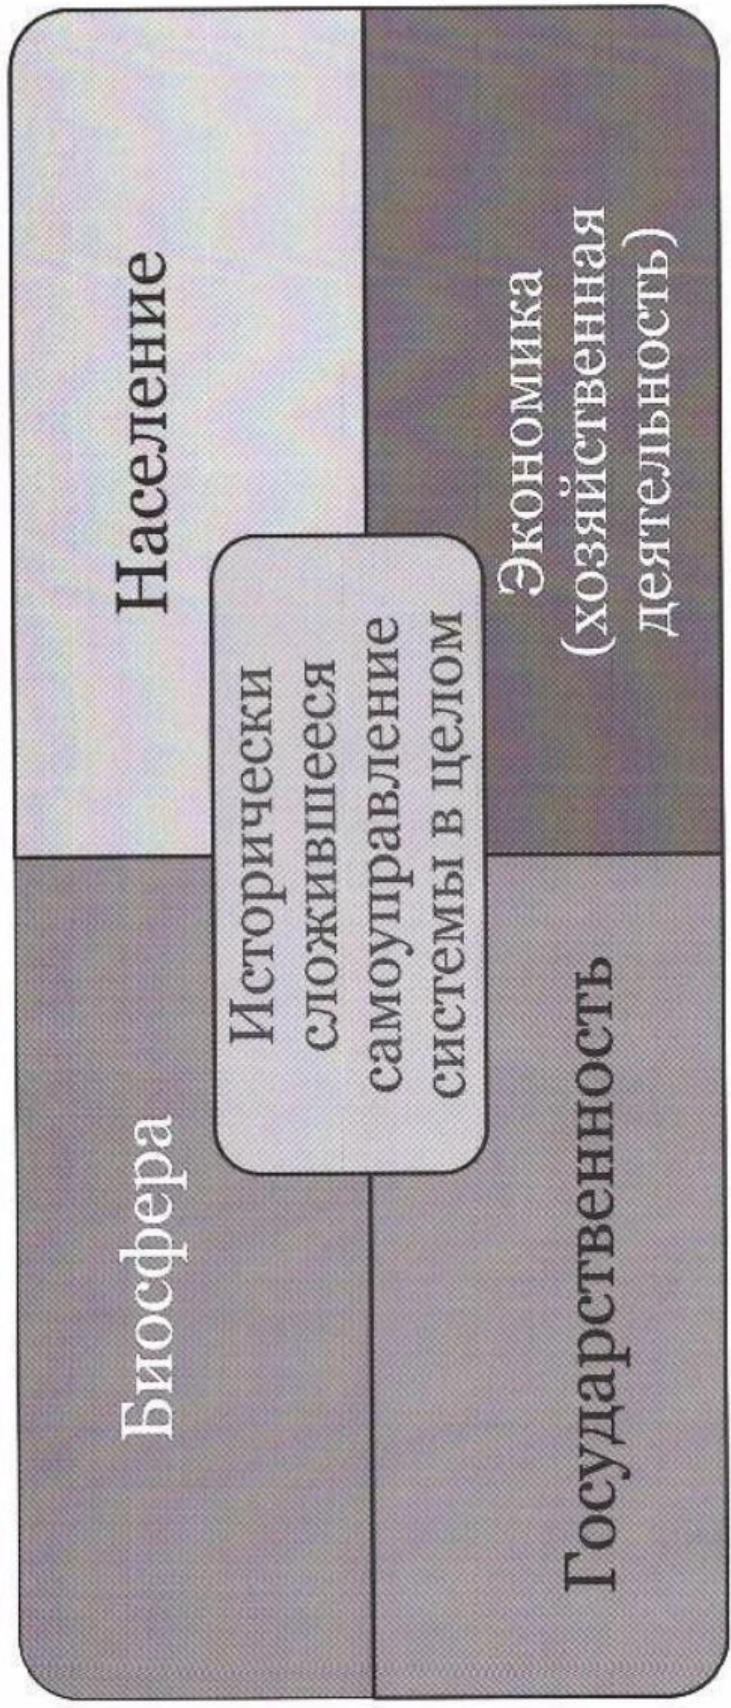 Биосфера
Население
Исторически
сложившееся
самоуправление
системы в целом
Государственность
Экономика
(хозяйственная
деятельность)